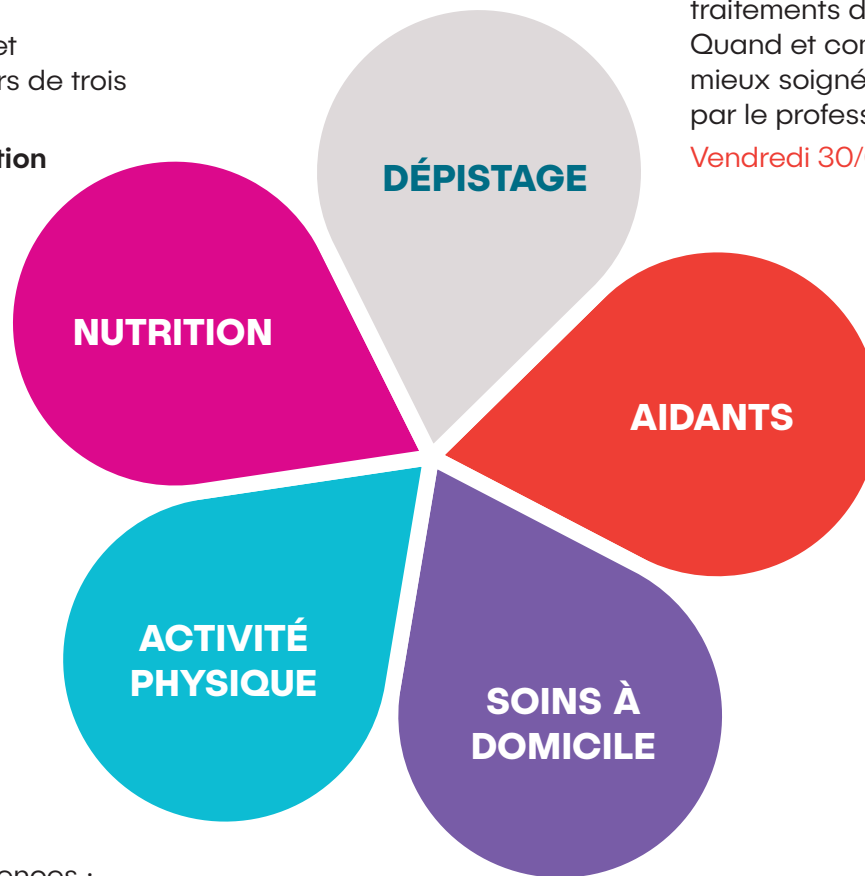 et
rs de trois
tion
traitements d
Quand et con
mieux soigné
par le profess
Vendredi 30/
DÉPISTAGE
NUTRITION
AIDANTS
ACTIVITÉ
PHYSIQUE
SOINS À
DOMICILE